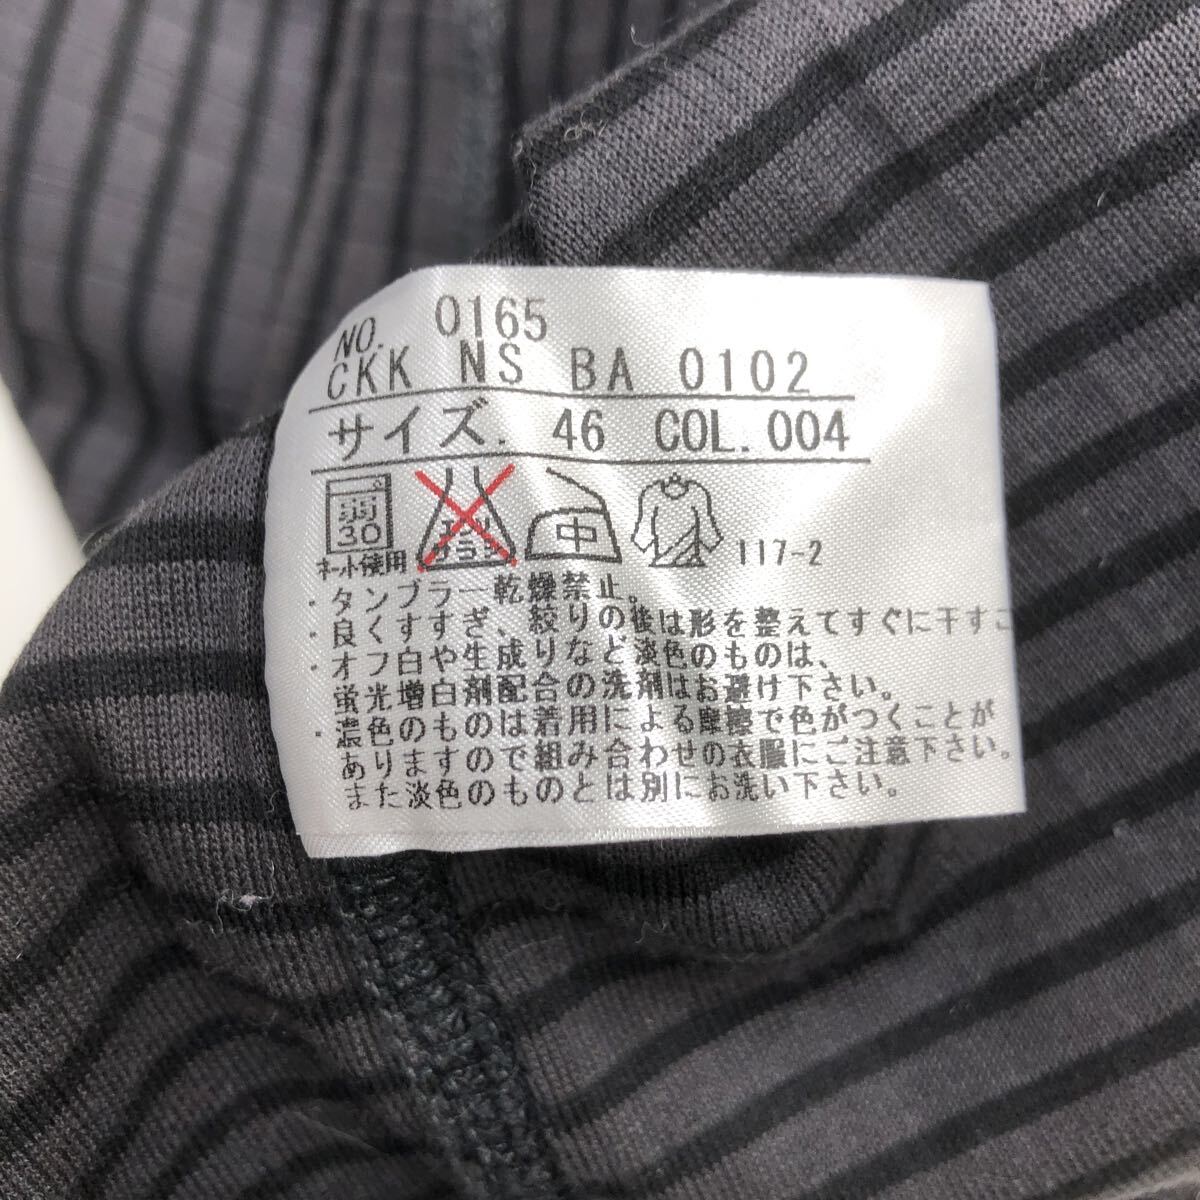 NO. 0165
CKK NS BA 0102
サイズ. 46 COL.004
弱
30
エンソ
サラシ
中
ネット使用
117-2
・タンブラー乾燥禁止。
・良くすすぎ、絞りの後は形を整えてすぐに干すこ
・オフ白や生成りなど淡色のものは、
蛍光増白剤配合の洗剤はお避け下さい。
・濃色のものは着用による摩擦で色がつくことが
ありますので組み合わせの衣服にご注意下さい。
また淡色のものとは別にお洗い下さい。